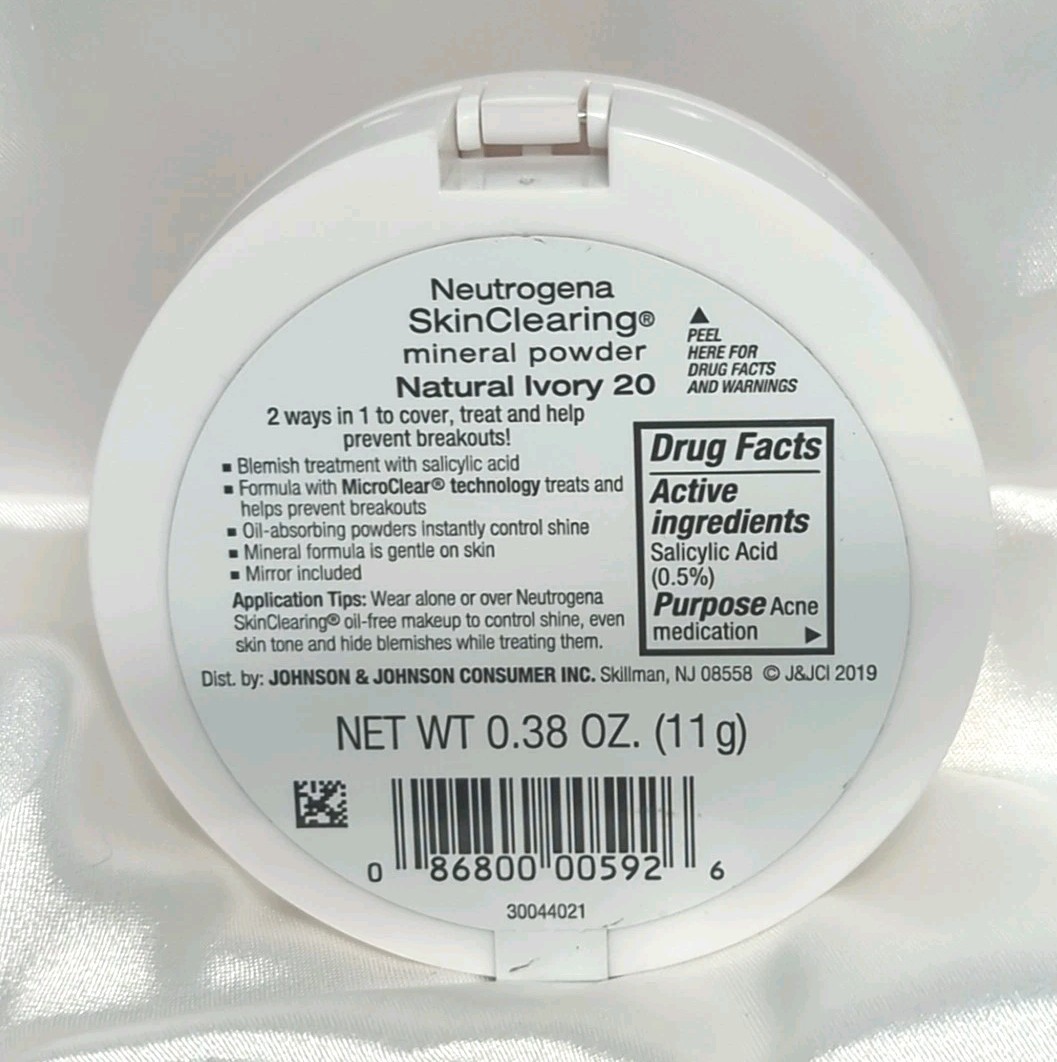 Neutrogena
SkinClearing®
mineral powder
Natural Ivory 20
▲
PEEL
HERE FOR
DRUG FACTS
AND WARNINGS
2 ways in 1 to cover, treat and help
prevent breakouts!
▪ Blemish treatment with salicylic acid
▪ Formula with MicroClear® technology treats and
helps prevent breakouts
▪ Oil-absorbing powders instantly control shine
▪ Mineral formula is gentle on skin
▪ Mirror included
Application Tips: Wear alone or over Neutrogena
SkinClearing® oil-free makeup to control shine, even
skin tone and hide blemishes while treating them.
Drug Facts
Active
ingredients
Salicylic Acid
(0.5%)
Purpose Acne
medication ▶
Dist. by: JOHNSON & JOHNSON CONSUMER INC. Skillman, NJ 08558 © J&JCI 2019
NET WT 0.38 OZ. (11 g)
0 86800 00592 6
30044021